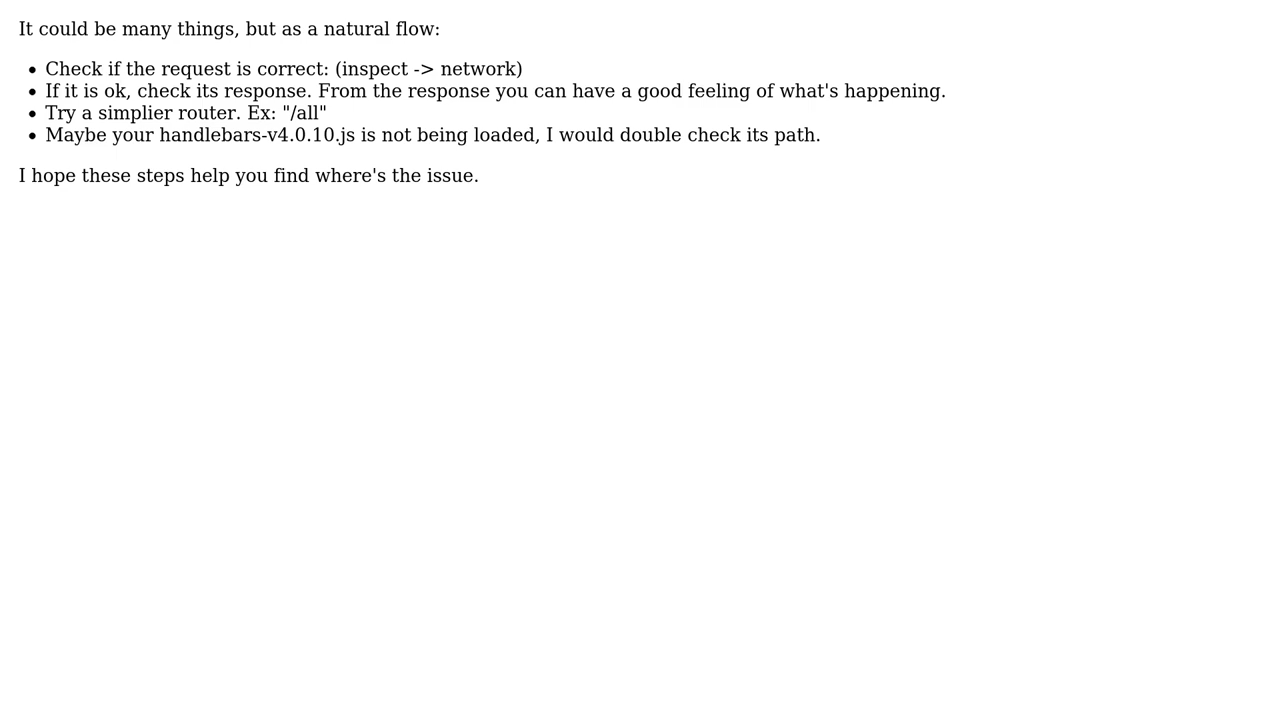 It could be many things, but as a natural flow:
• Check if the request is correct: (inspect -> network)
• If it is ok, check its response. From the response you can have a good feeling of what's happening.
• Try a simplier router. Ex: "/all"
• Maybe your handlebars-v4.0.10.js is not being loaded, I would double check its path.
I hope these steps help you find where's the issue.